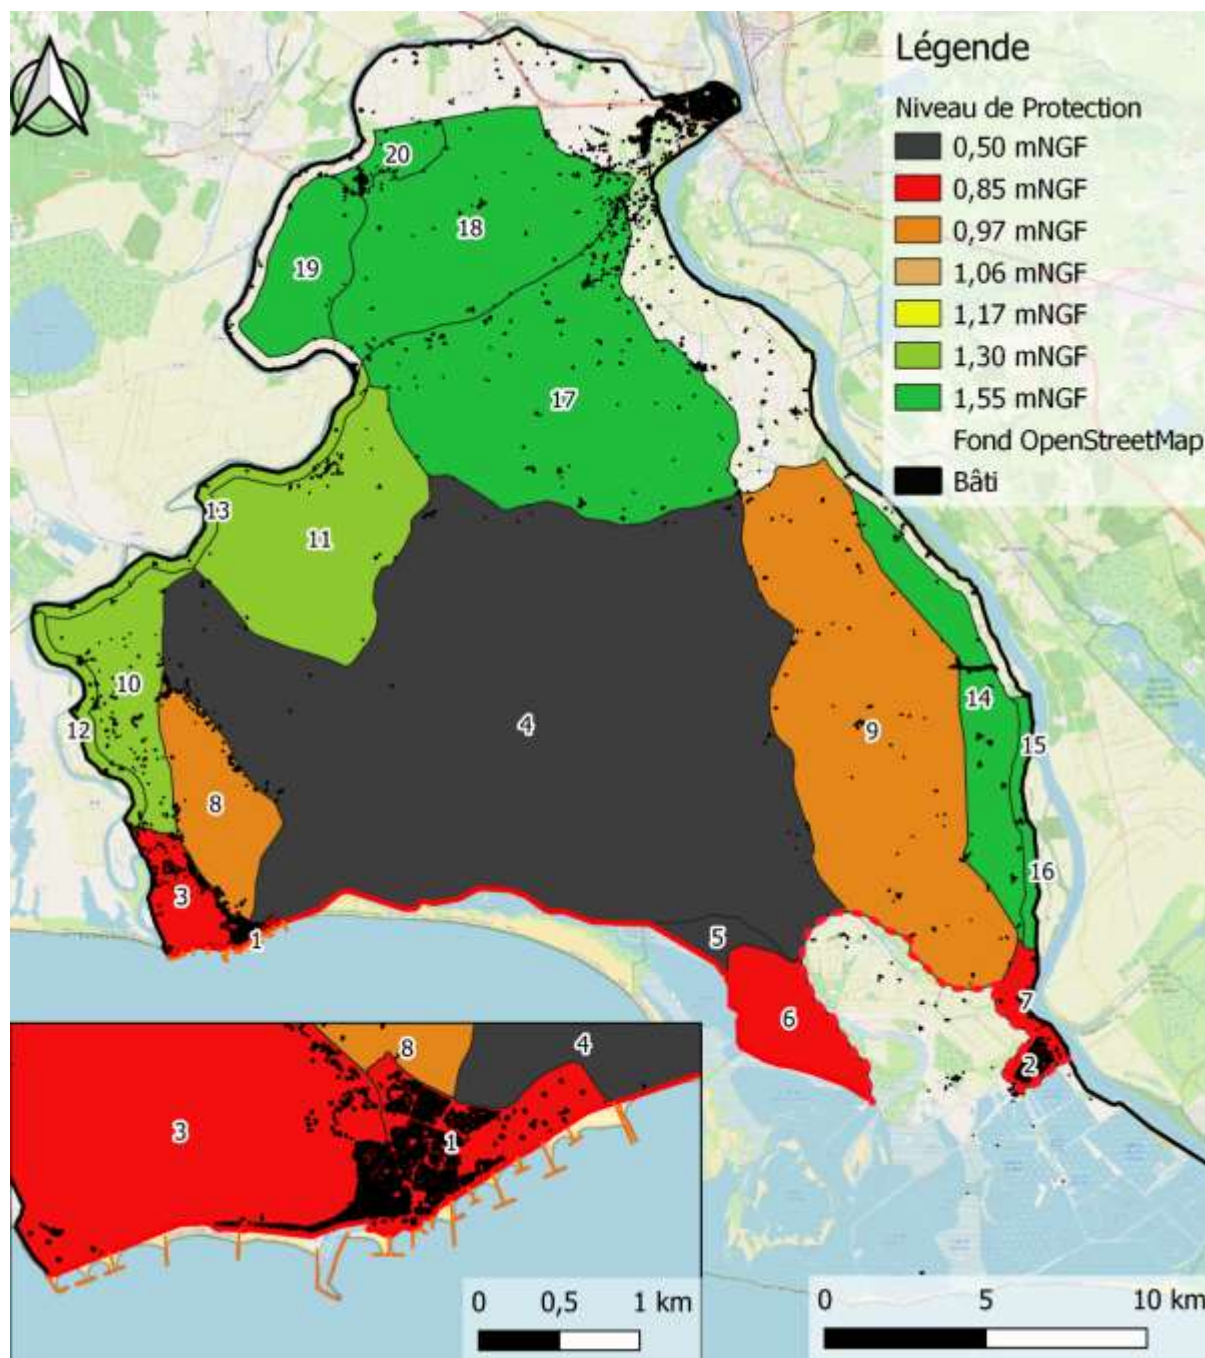 Légende
Niveau de Protection
0,50 mNGF
0,85 mNGF
0,97 mNGF
1,06 mNGF
1,17 mNGF
1,30 mNGF
1,55 mNGF
Fond OpenStreetMap
Bâti
20
18
19
17
13
11
10
12
4
14
9
15
8
16
3
1
5
7
6
2
8
4
3
1
0 0,5 1 km
0 5 10 km